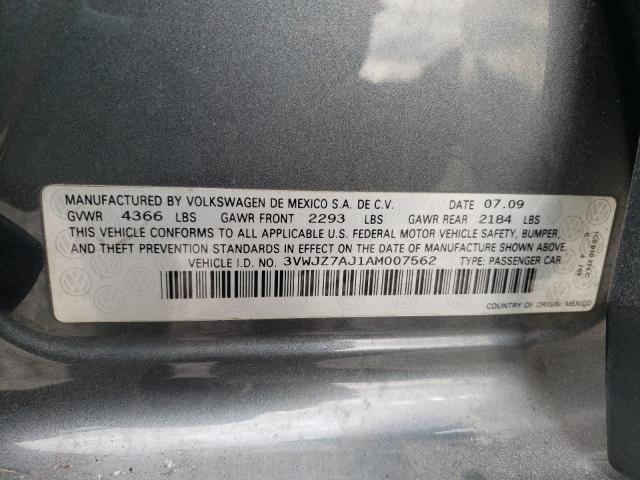 MANUFACTURED BY VOLKSWAGEN DE MEXICO S.A. DE C.V. DATE 07.09
GVWR 4366 LBS GAWR FRONT 2293 LBS GAWR REAR 2184 LBS
THIS VEHICLE CONFORMS TO ALL APPLICABLE U.S. FEDERAL MOTOR VEHICLE SAFETY, BUMPER,
AND THEFT PREVENTION STANDARDS IN EFFECT ON THE DATE OF MANUFACTURE SHOWN ABOVE.
VEHICLE I.D. NO. 3VWJZ7AJ1AM007562 TYPE: PASSENGER CAR
COUNTRY OF ORIGIN: MEXICO